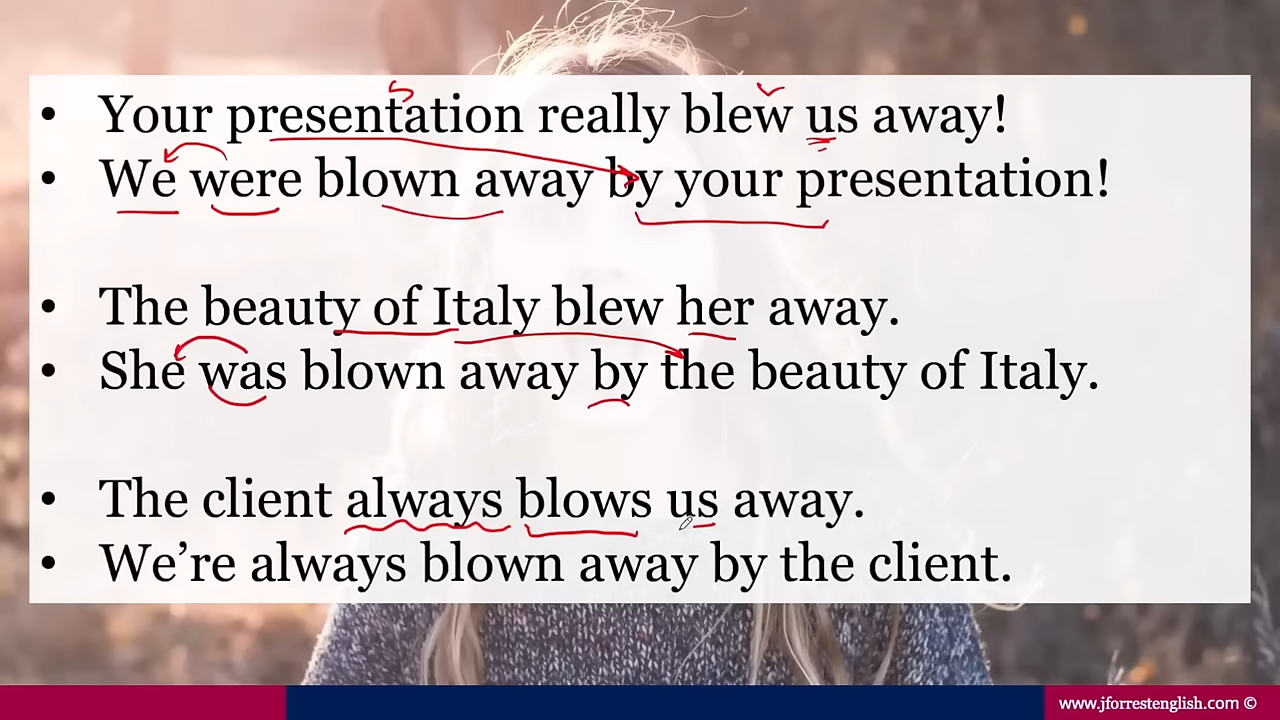 • Your presentation really blew us away!
• We were blown away by your presentation!
• The beauty of Italy blew her away.
• She was blown away by the beauty of Italy.
• The client always blows us away.
• We’re always blown away by the client.
www.jforrestenglish.com ©